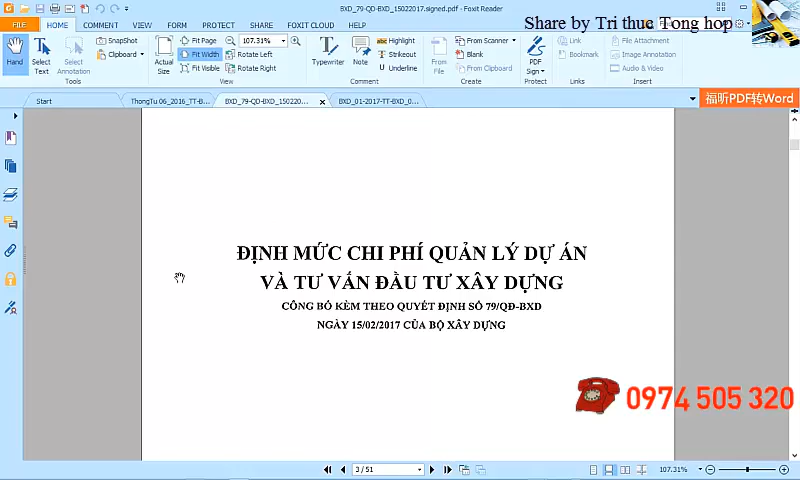 BXD_79-QD-BXD_15022017.signed.pdf - Foxit Reader
Share by Tri thuc Tong hop
FILE HOME COMMENT VIEW FORM PROTECT SHARE FOXIT CLOUD HELP
Hand
Select Text
Select Annotation
SnapShot
Clipboard
Tools
Actual Size
Fit Page
Fit Width
Fit Visible
107.31%
Rotate Left
Rotate Right
View
Typewriter
Note
Highlight
Strikeout
Underline
Comment
From File
From Scanner
Blank
From Clipboard
Create
PDF Sign
Protect
Link
Bookmark
Links
File Attachment
Image Annotation
Audio & Video
Insert
Start
ThongTu 06_2016_TT-B...
BXD_79-QD-BXD_150220...
BXD_01-2017-TT-BXD_0...
福昕PDF转Word
ĐỊNH MỨC CHI PHÍ QUẢN LÝ DỰ ÁN
VÀ TƯ VẤN ĐẦU TƯ XÂY DỰNG
CÔNG BỐ KÈM THEO QUYẾT ĐỊNH SỐ 79/QĐ-BXD
NGÀY 15/02/2017 CỦA BỘ XÂY DỰNG
0974 505 320
3 / 51
107.31%